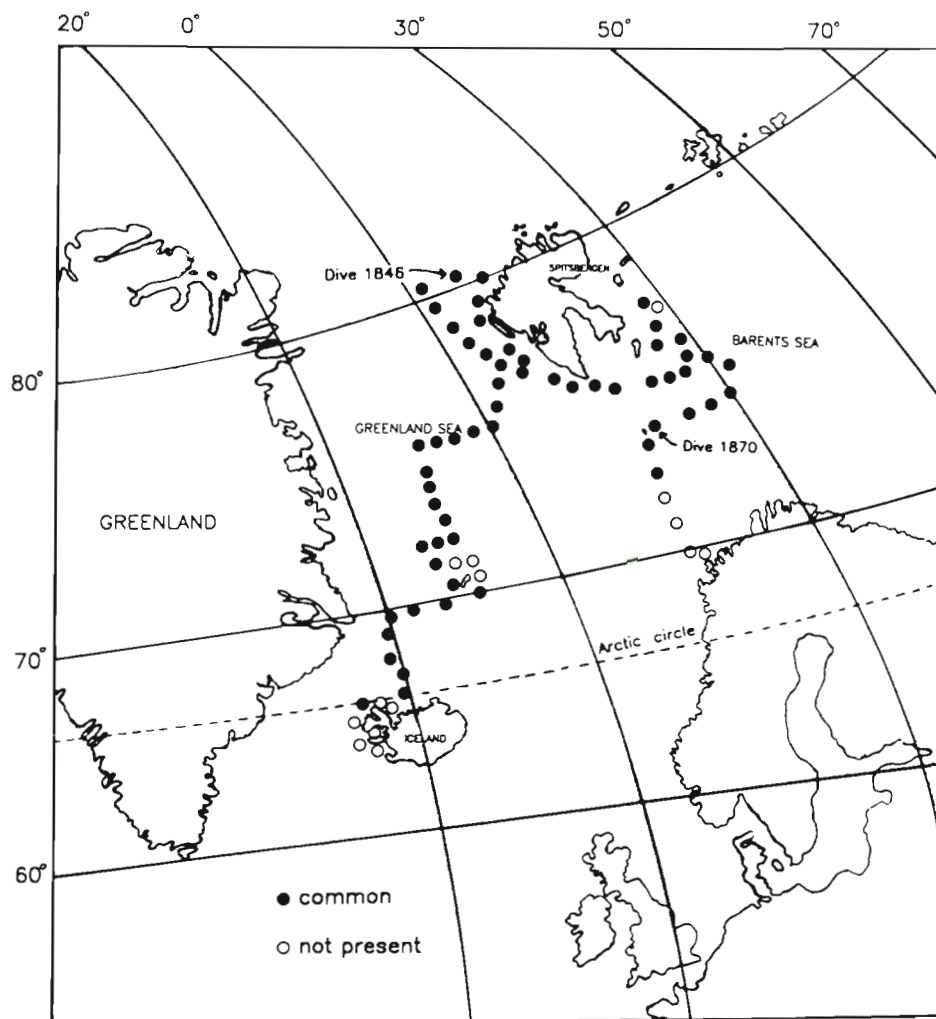 20° 0° 30° 50° 70°
Dive 1846
SPITSBERGEN
BARENTS SEA
80°
GREENLAND SEA
Dive 1870
GREENLAND
Arctic circle
70°
ICELAND
60°
common
not present